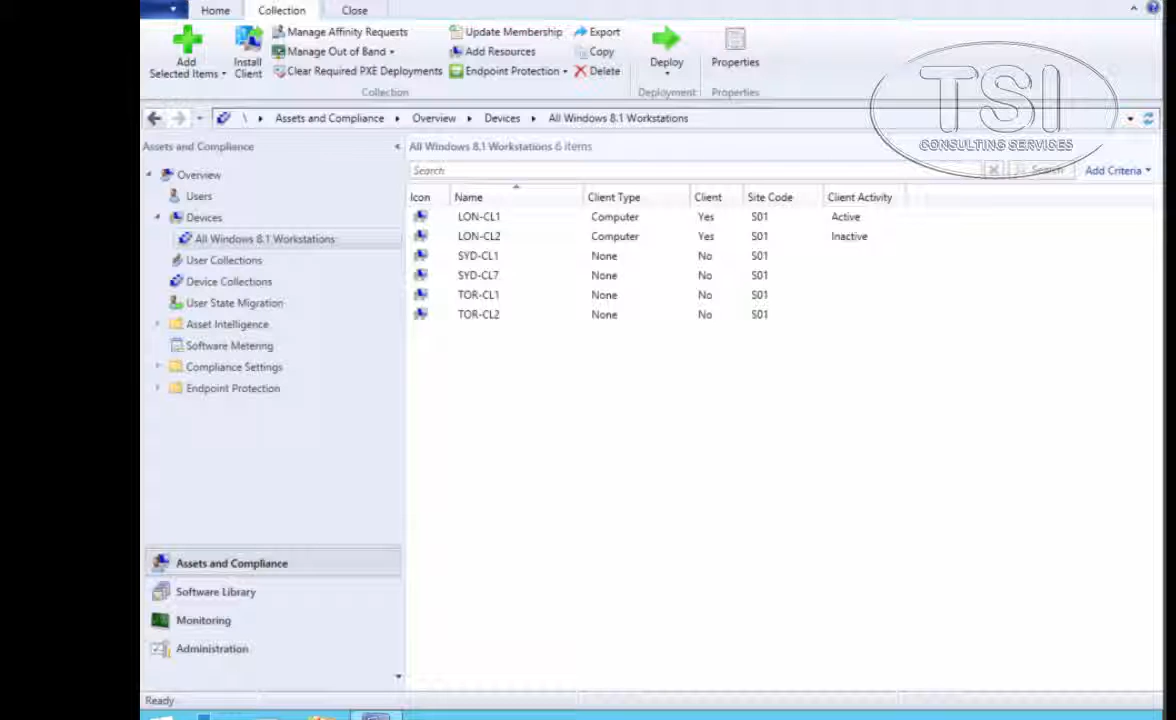 Home Collection Close
Add Selected Items
Install Client
Manage Affinity Requests
Manage Out of Band
Clear Required PXE Deployments
Update Membership
Add Resources
Endpoint Protection
Export
Copy
Delete
Collection
Deploy
Deployment
Properties
Properties
TSI
CONSULTING SERVICES
\ Assets and Compliance Overview Devices All Windows 8.1 Workstations
Assets and Compliance
Overview
Users
Devices
All Windows 8.1 Workstations
User Collections
Device Collections
User State Migration
Asset Intelligence
Software Metering
Compliance Settings
Endpoint Protection
Assets and Compliance
Software Library
Monitoring
Administration
All Windows 8.1 Workstations 6 items
Search Search Add Criteria
Icon Name Client Type Client Site Code Client Activity
LON-CL1 Computer Yes S01 Active
LON-CL2 Computer Yes S01 Inactive
SYD-CL1 None No S01
SYD-CL7 None No S01
TOR-CL1 None No S01
TOR-CL2 None No S01
Ready